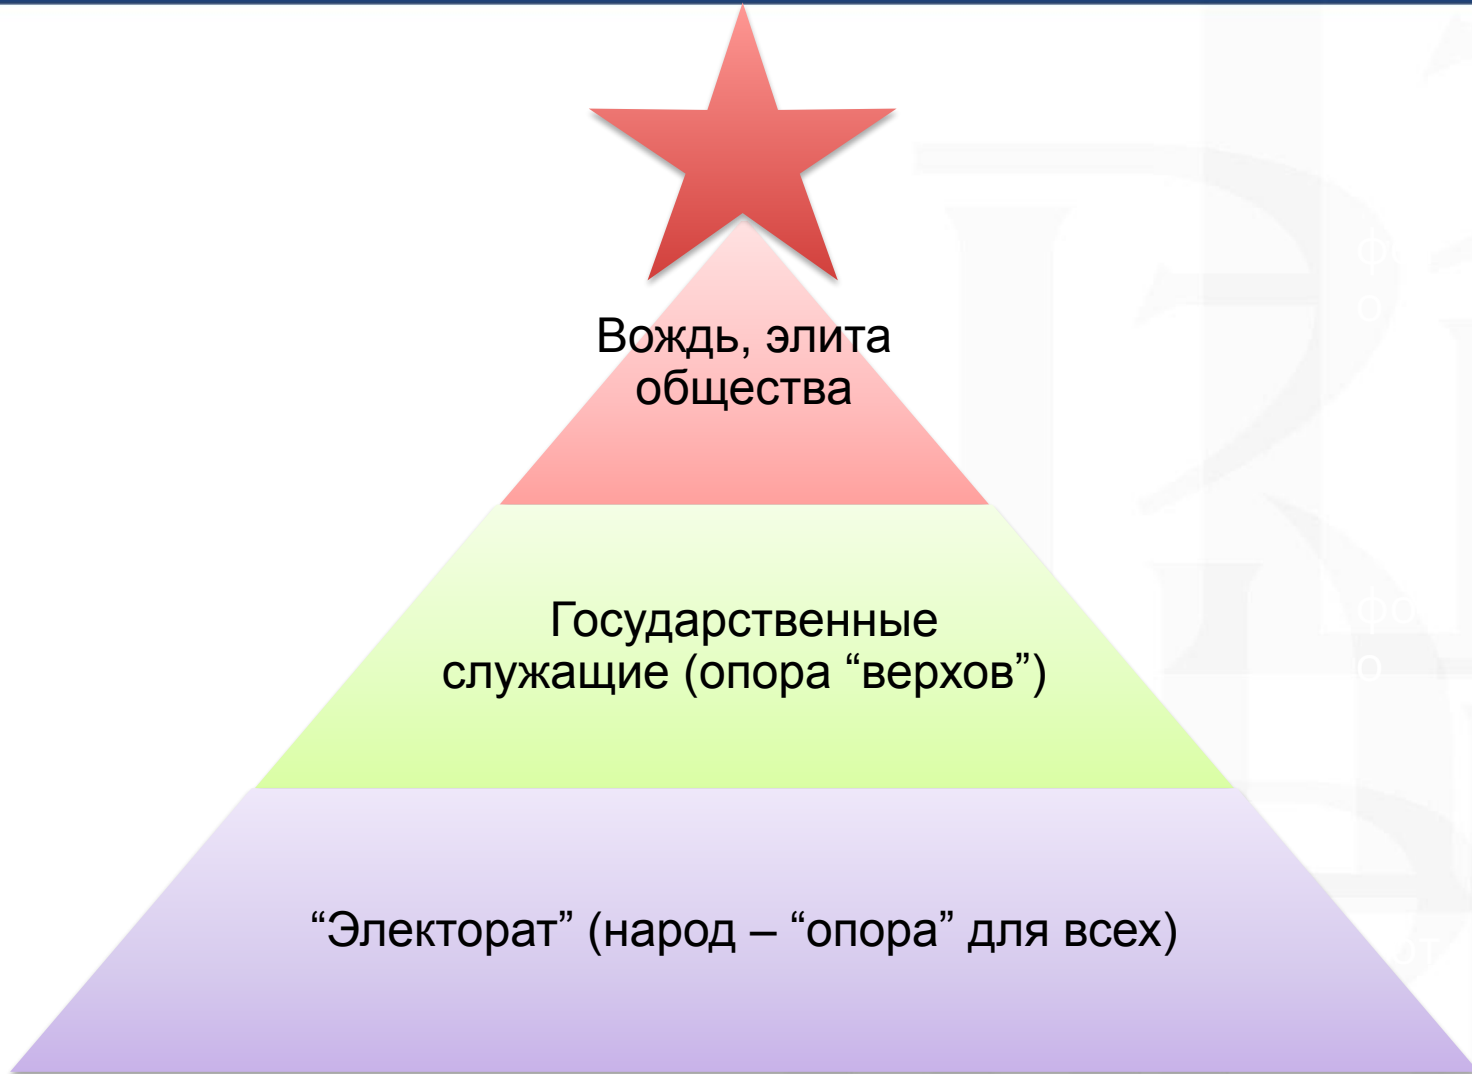 Вождь, элита
общества
Государственные
служащие (опора “верхов”)
“Электорат” (народ – “опора” для всех)